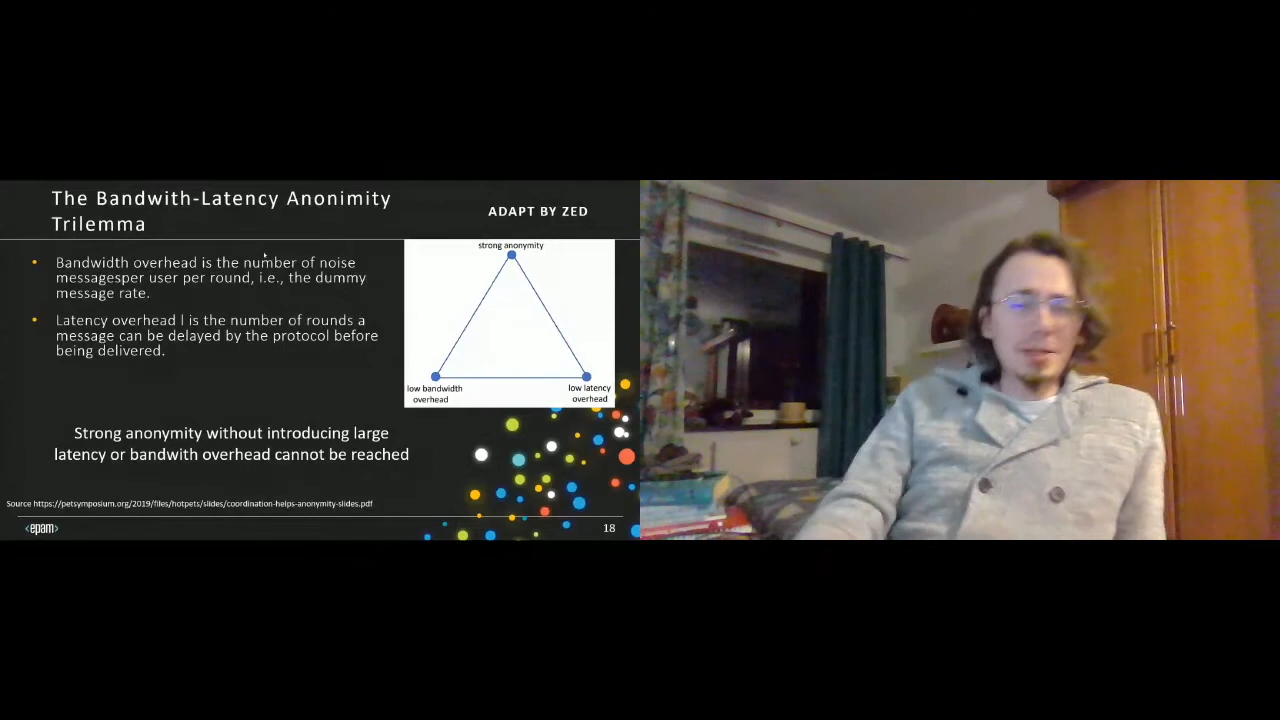 The Bandwith-Latency Anonimity
Trilemma
ADAPT BY ZED
Bandwidth overhead is the number of noise
messagesper user per round, i.e., the dummy
message rate.
Latency overhead l is the number of rounds a
message can be delayed by the protocol before
being delivered.
strong anonymity
low bandwidth
overhead
low latency
overhead
Strong anonymity without introducing large
latency or bandwith overhead cannot be reached
Source https://petsymposium.org/2019/files/hotpets/slides/coordination-helps-anonymity-slides.pdf
<epam>
18